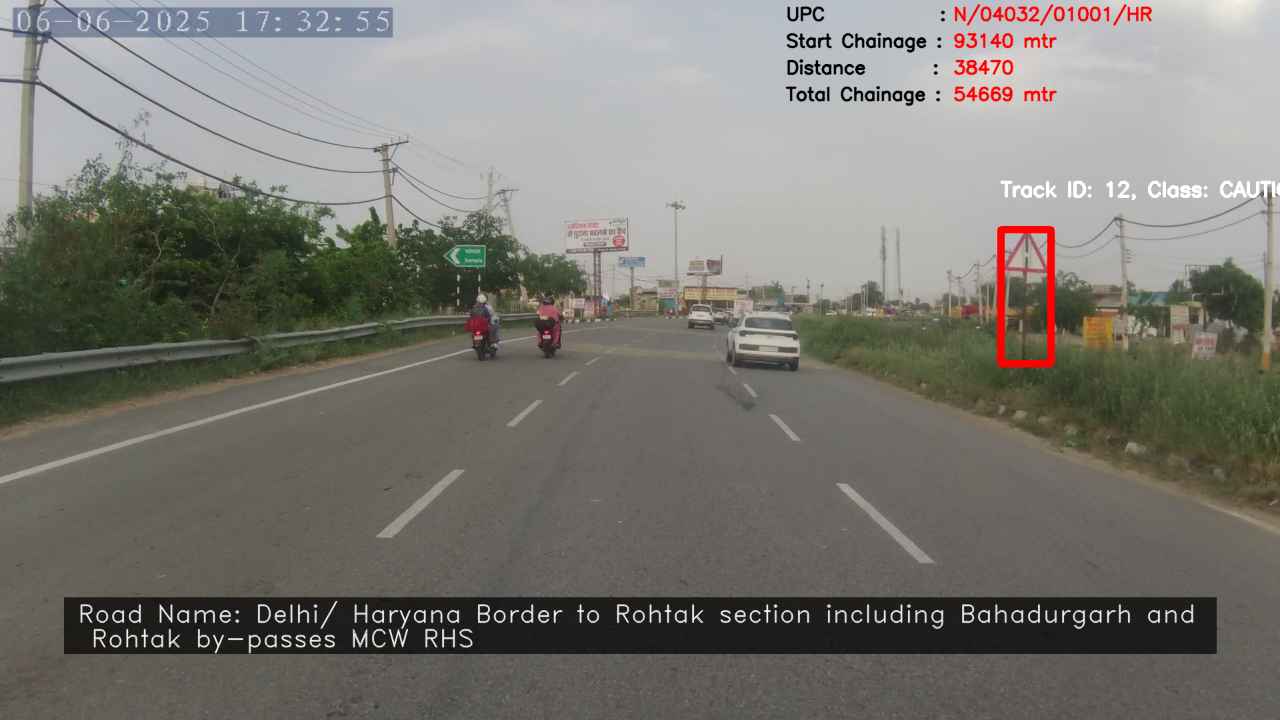 06-06-2025 17:32:55
UPC : N/04032/01001/HR
Start Chainage : 93140 mtr
Distance : 38470
Total Chainage : 54669 mtr
Track ID: 12, Class: CAUTIO
Road Name: Delhi/ Haryana Border to Rohtak section including Bahadurgarh and
Rohtak by-passes MCW RHS